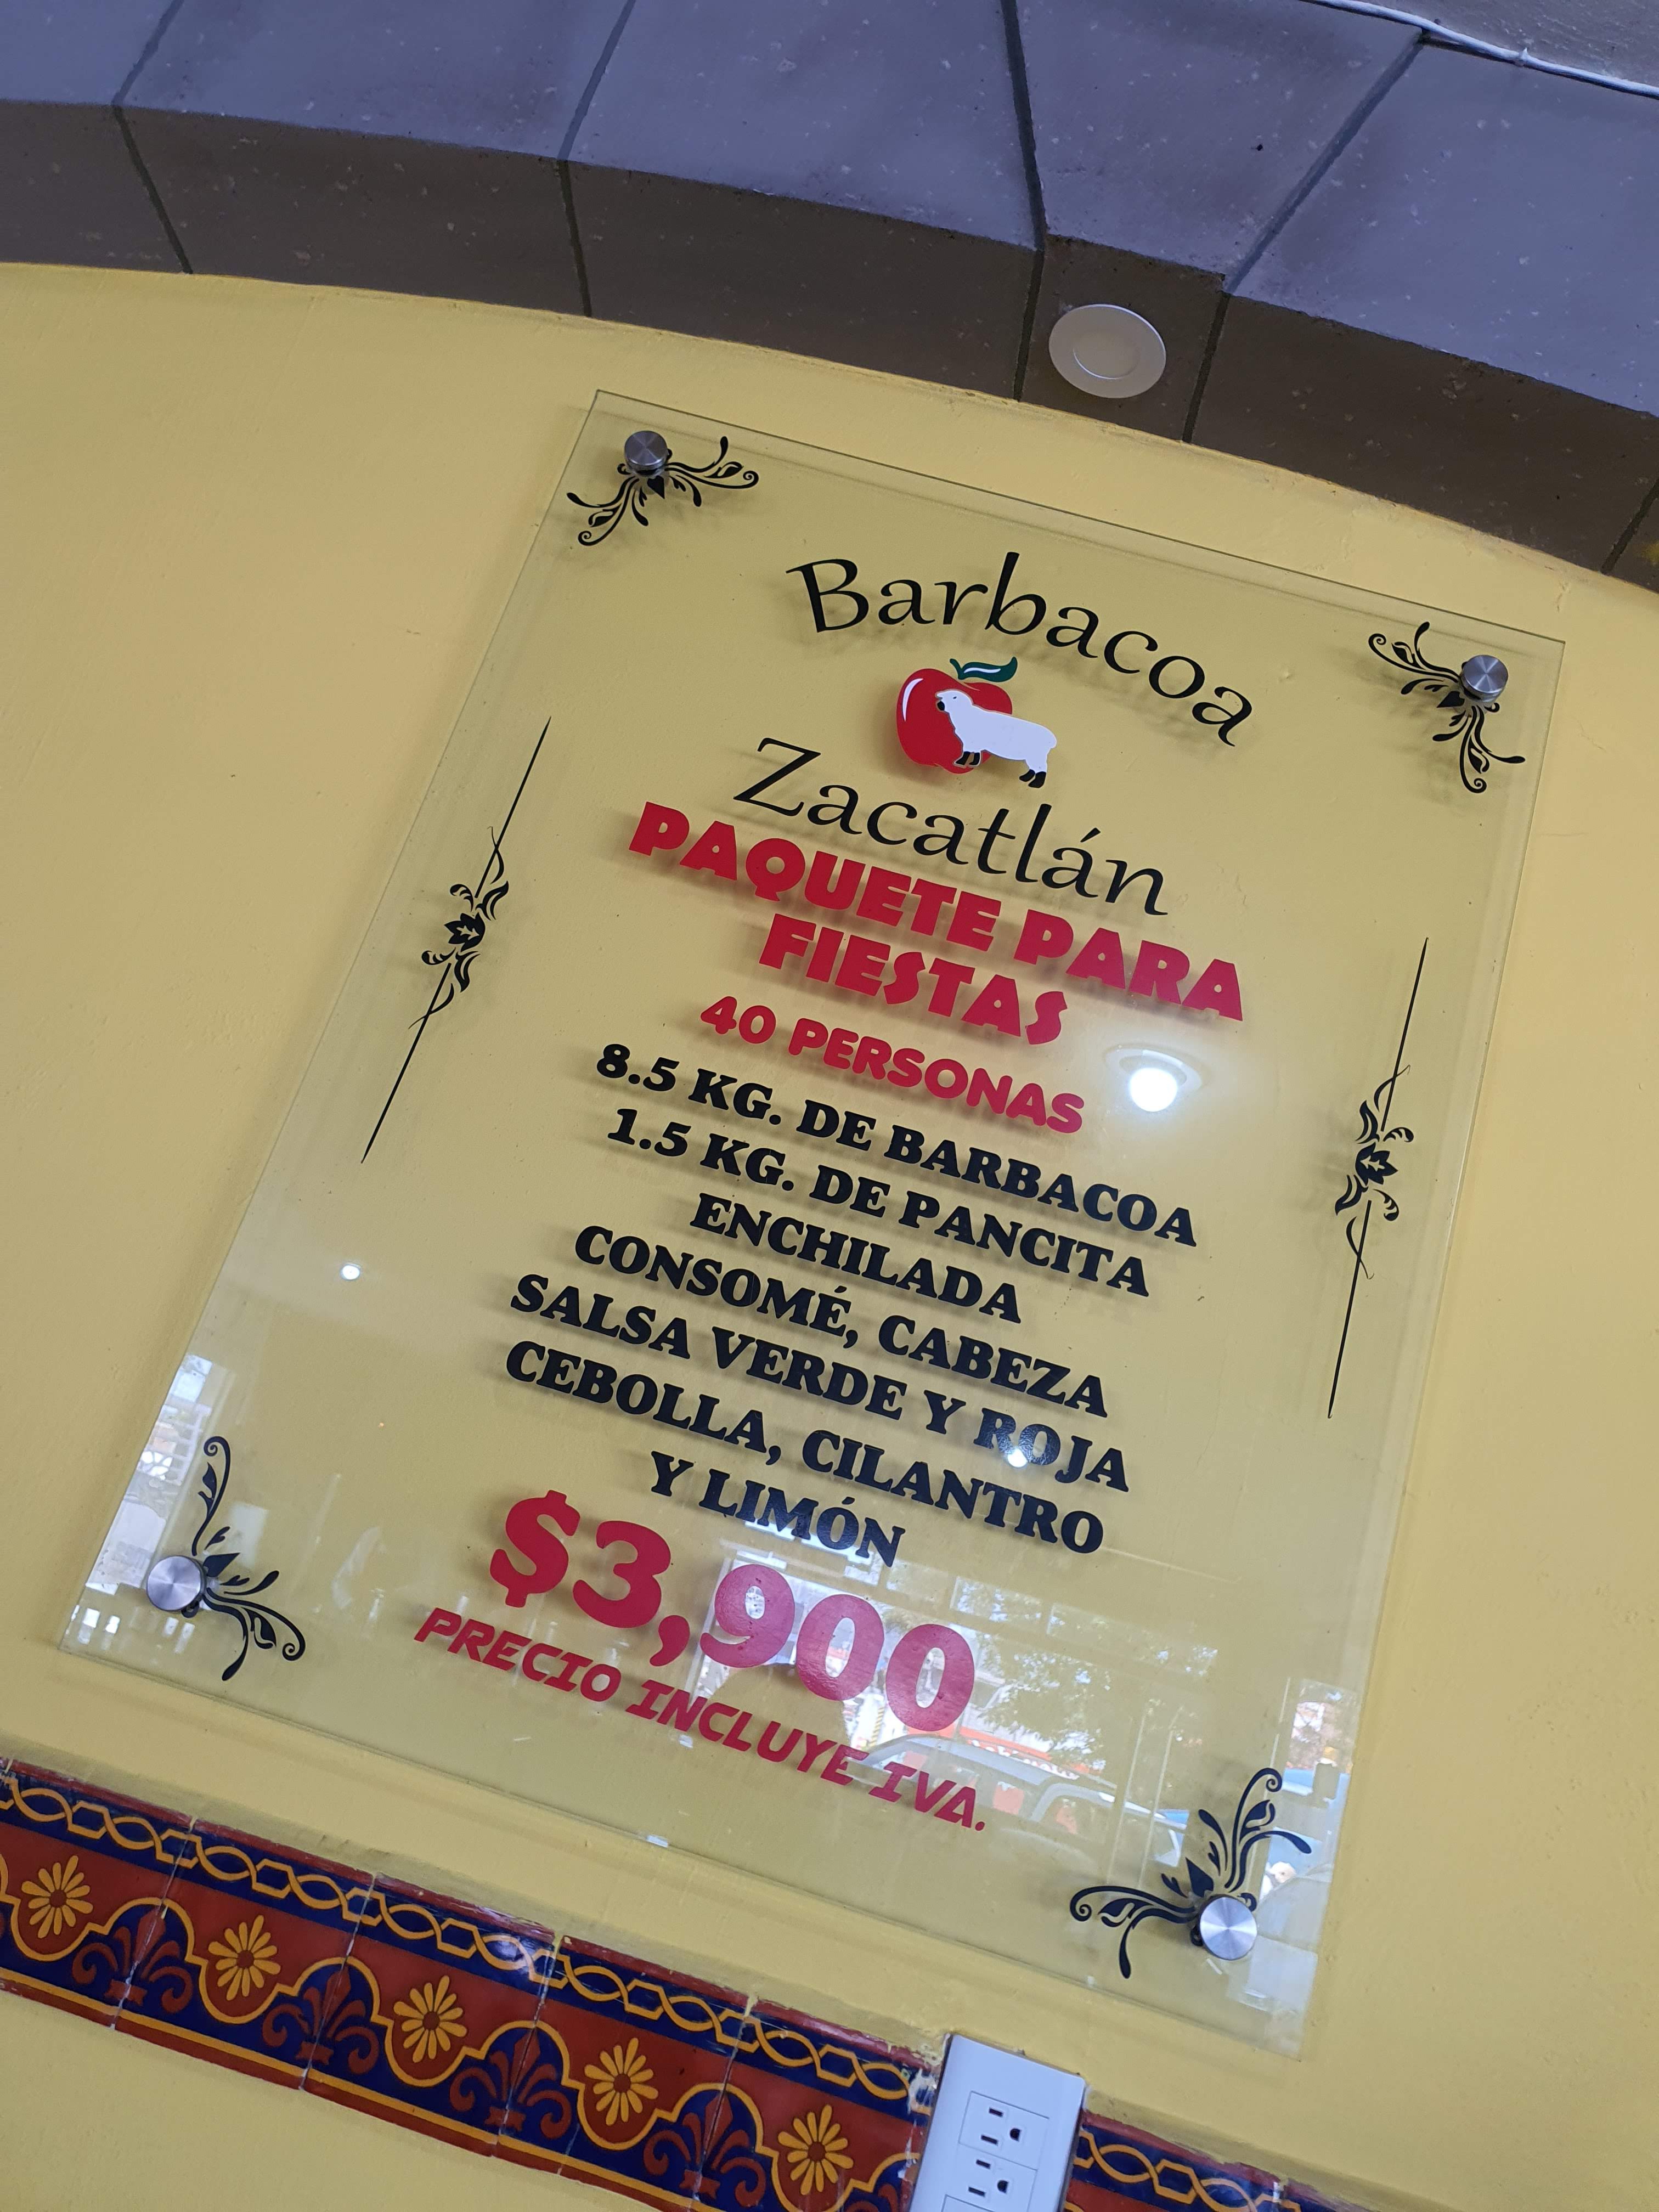 Barbacoa
Zacatlán
PAQUETE PARA
FIESTAS
40 PERSONAS
8.5 KG. DE BARBACOA
1.5 KG. DE PANCITA
ENCHILADA
CONSOMÉ, CABEZA
SALSA VERDE Y ROJA
CEBOLLA, CILANTRO
Y LIMÓN
$3,900
PRECIO INCLUYE IVA.